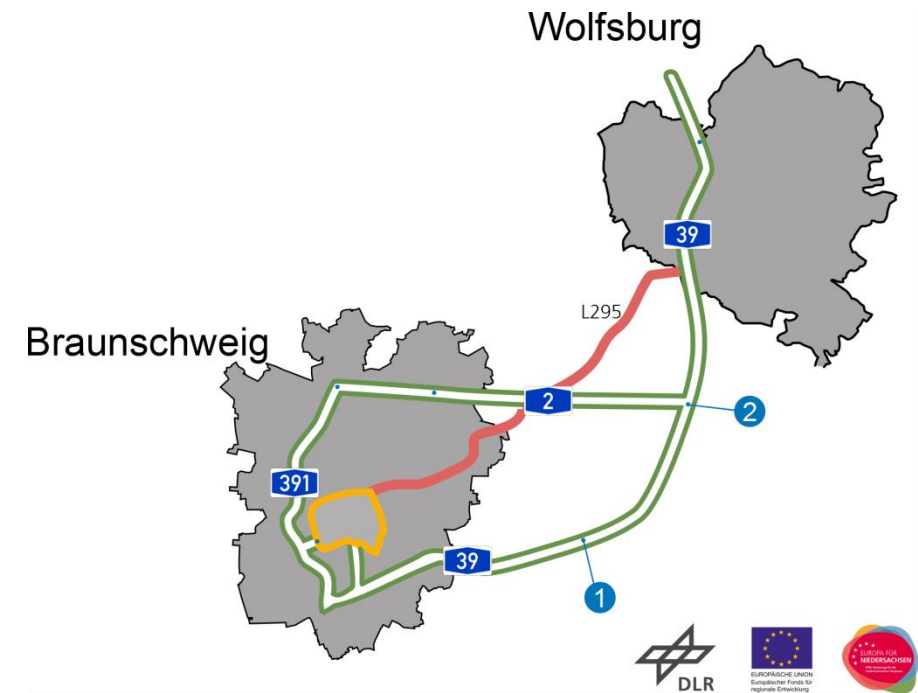 Wolfsburg
39
L295
Braunschweig
2
2
391
39
1
DLR
EUROPÄISCHE UNION
Europäischer Fonds für
regionale Entwicklung
EUROPA FÜR
NIEDERSACHSEN